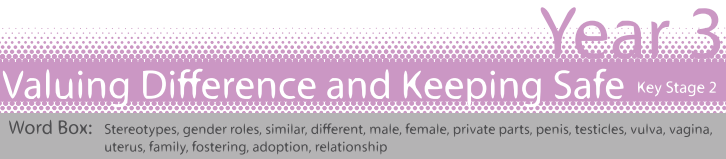 Year 3
Valuing Difference and Keeping Safe Key Stage 2
Word Box: Stereotypes, gender roles, similar, different, male, female, private parts, penis, testicles, vulva, vagina,
uterus, family, fostering, adoption, relationship